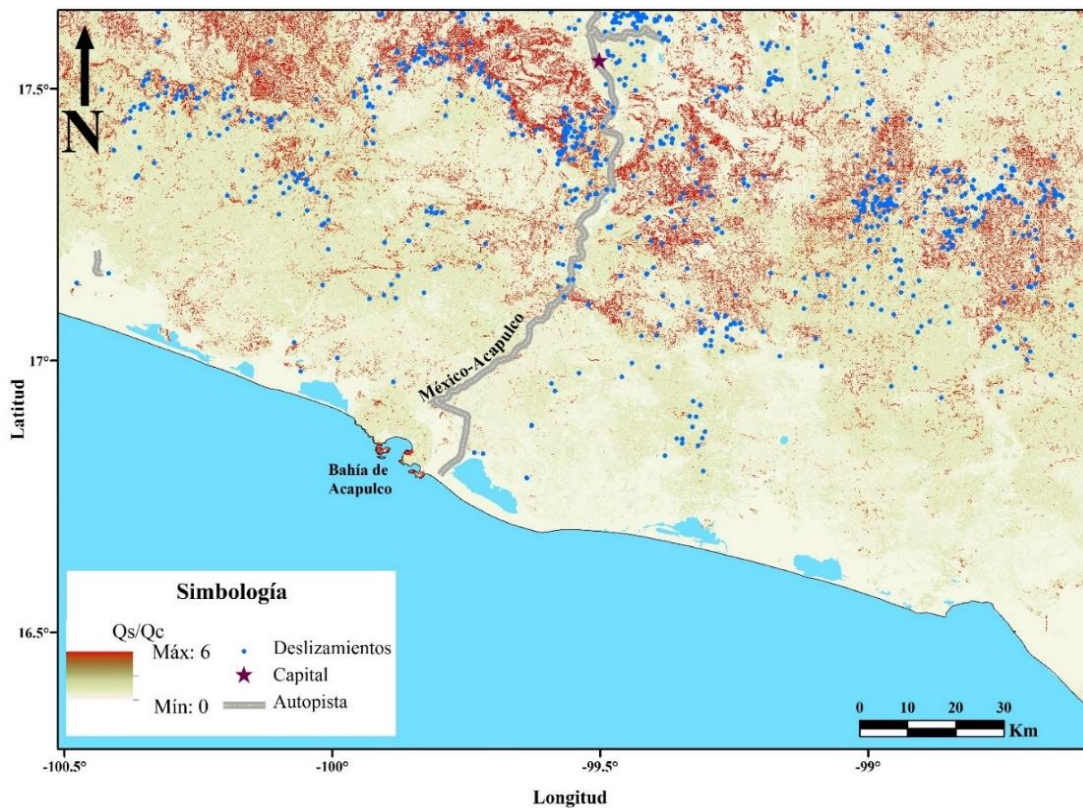 17.5°
N
17°
Latitud
México-Acapulco
Bahía de
Acapulco
16.5°
Simbología
Qs/Qc
Máx: 6
Mín: 0
Deslizamientos
Capital
Autopista
0 10 20 30
Km
-100.5° -100° -99.5° -99°
Longitud